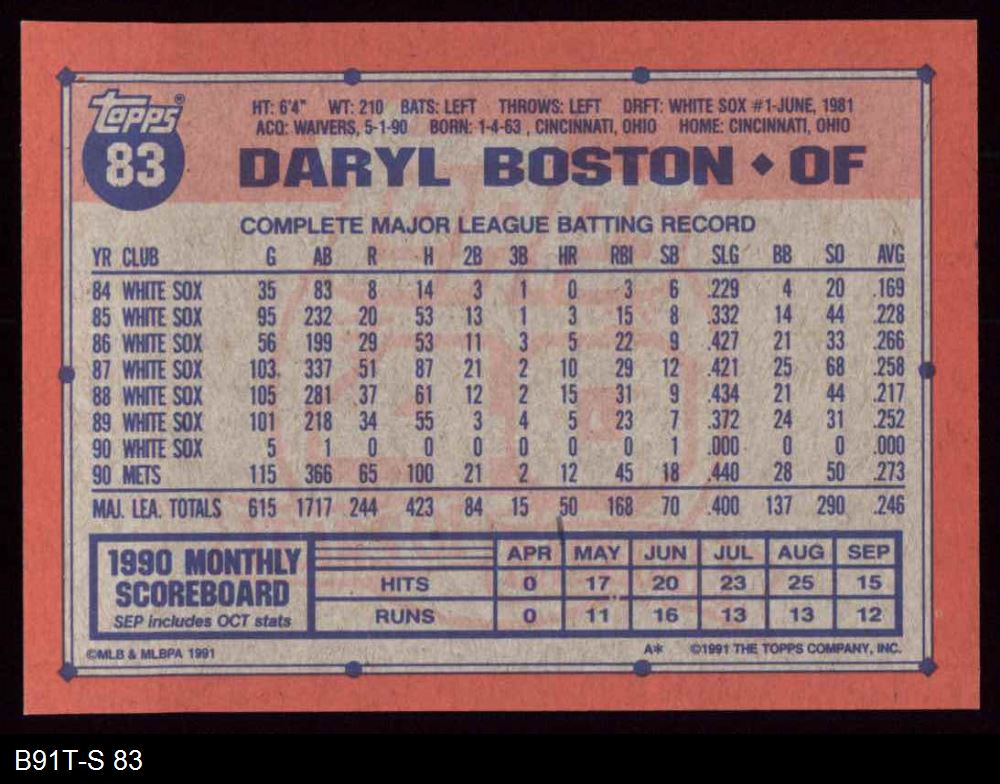 Topps®
83
HT: 6'4" WT: 210 BATS: LEFT THROWS: LEFT DRFT: WHITE SOX #1-JUNE, 1981
ACQ: WAIVERS, 5-1-90 BORN: 1-4-63 , CINCINNATI, OHIO HOME: CINCINNATI, OHIO
DARYL BOSTON ◆ OF
COMPLETE MAJOR LEAGUE BATTING RECORD
YR CLUB G AB R H 2B 3B HR RBI SB SLG BB SO AVG
84 WHITE SOX 35 83 8 14 3 1 0 3 6 .229 4 20 .169
85 WHITE SOX 95 232 20 53 13 1 3 15 8 .332 14 44 .228
86 WHITE SOX 56 199 29 53 11 3 5 22 9 .427 21 33 .266
87 WHITE SOX 103 337 51 87 21 2 10 29 12 .421 25 68 .258
88 WHITE SOX 105 281 37 61 12 2 15 31 9 .434 21 44 .217
89 WHITE SOX 101 218 34 55 3 4 5 23 7 .372 24 31 .252
90 WHITE SOX 5 1 0 0 0 0 0 0 1 .000 0 0 .000
90 METS 115 366 65 100 21 2 12 45 18 .440 28 50 .273
MAJ. LEA. TOTALS 615 1717 244 423 84 15 50 168 70 .400 137 290 .246
1990 MONTHLY SCOREBOARD
SEP includes OCT stats
APR MAY JUN JUL AUG SEP
HITS 0 17 20 23 25 15
RUNS 0 11 16 13 13 12
©MLB & MLBPA 1991 A* ©1991 THE TOPPS COMPANY, INC.
B91T-S 83